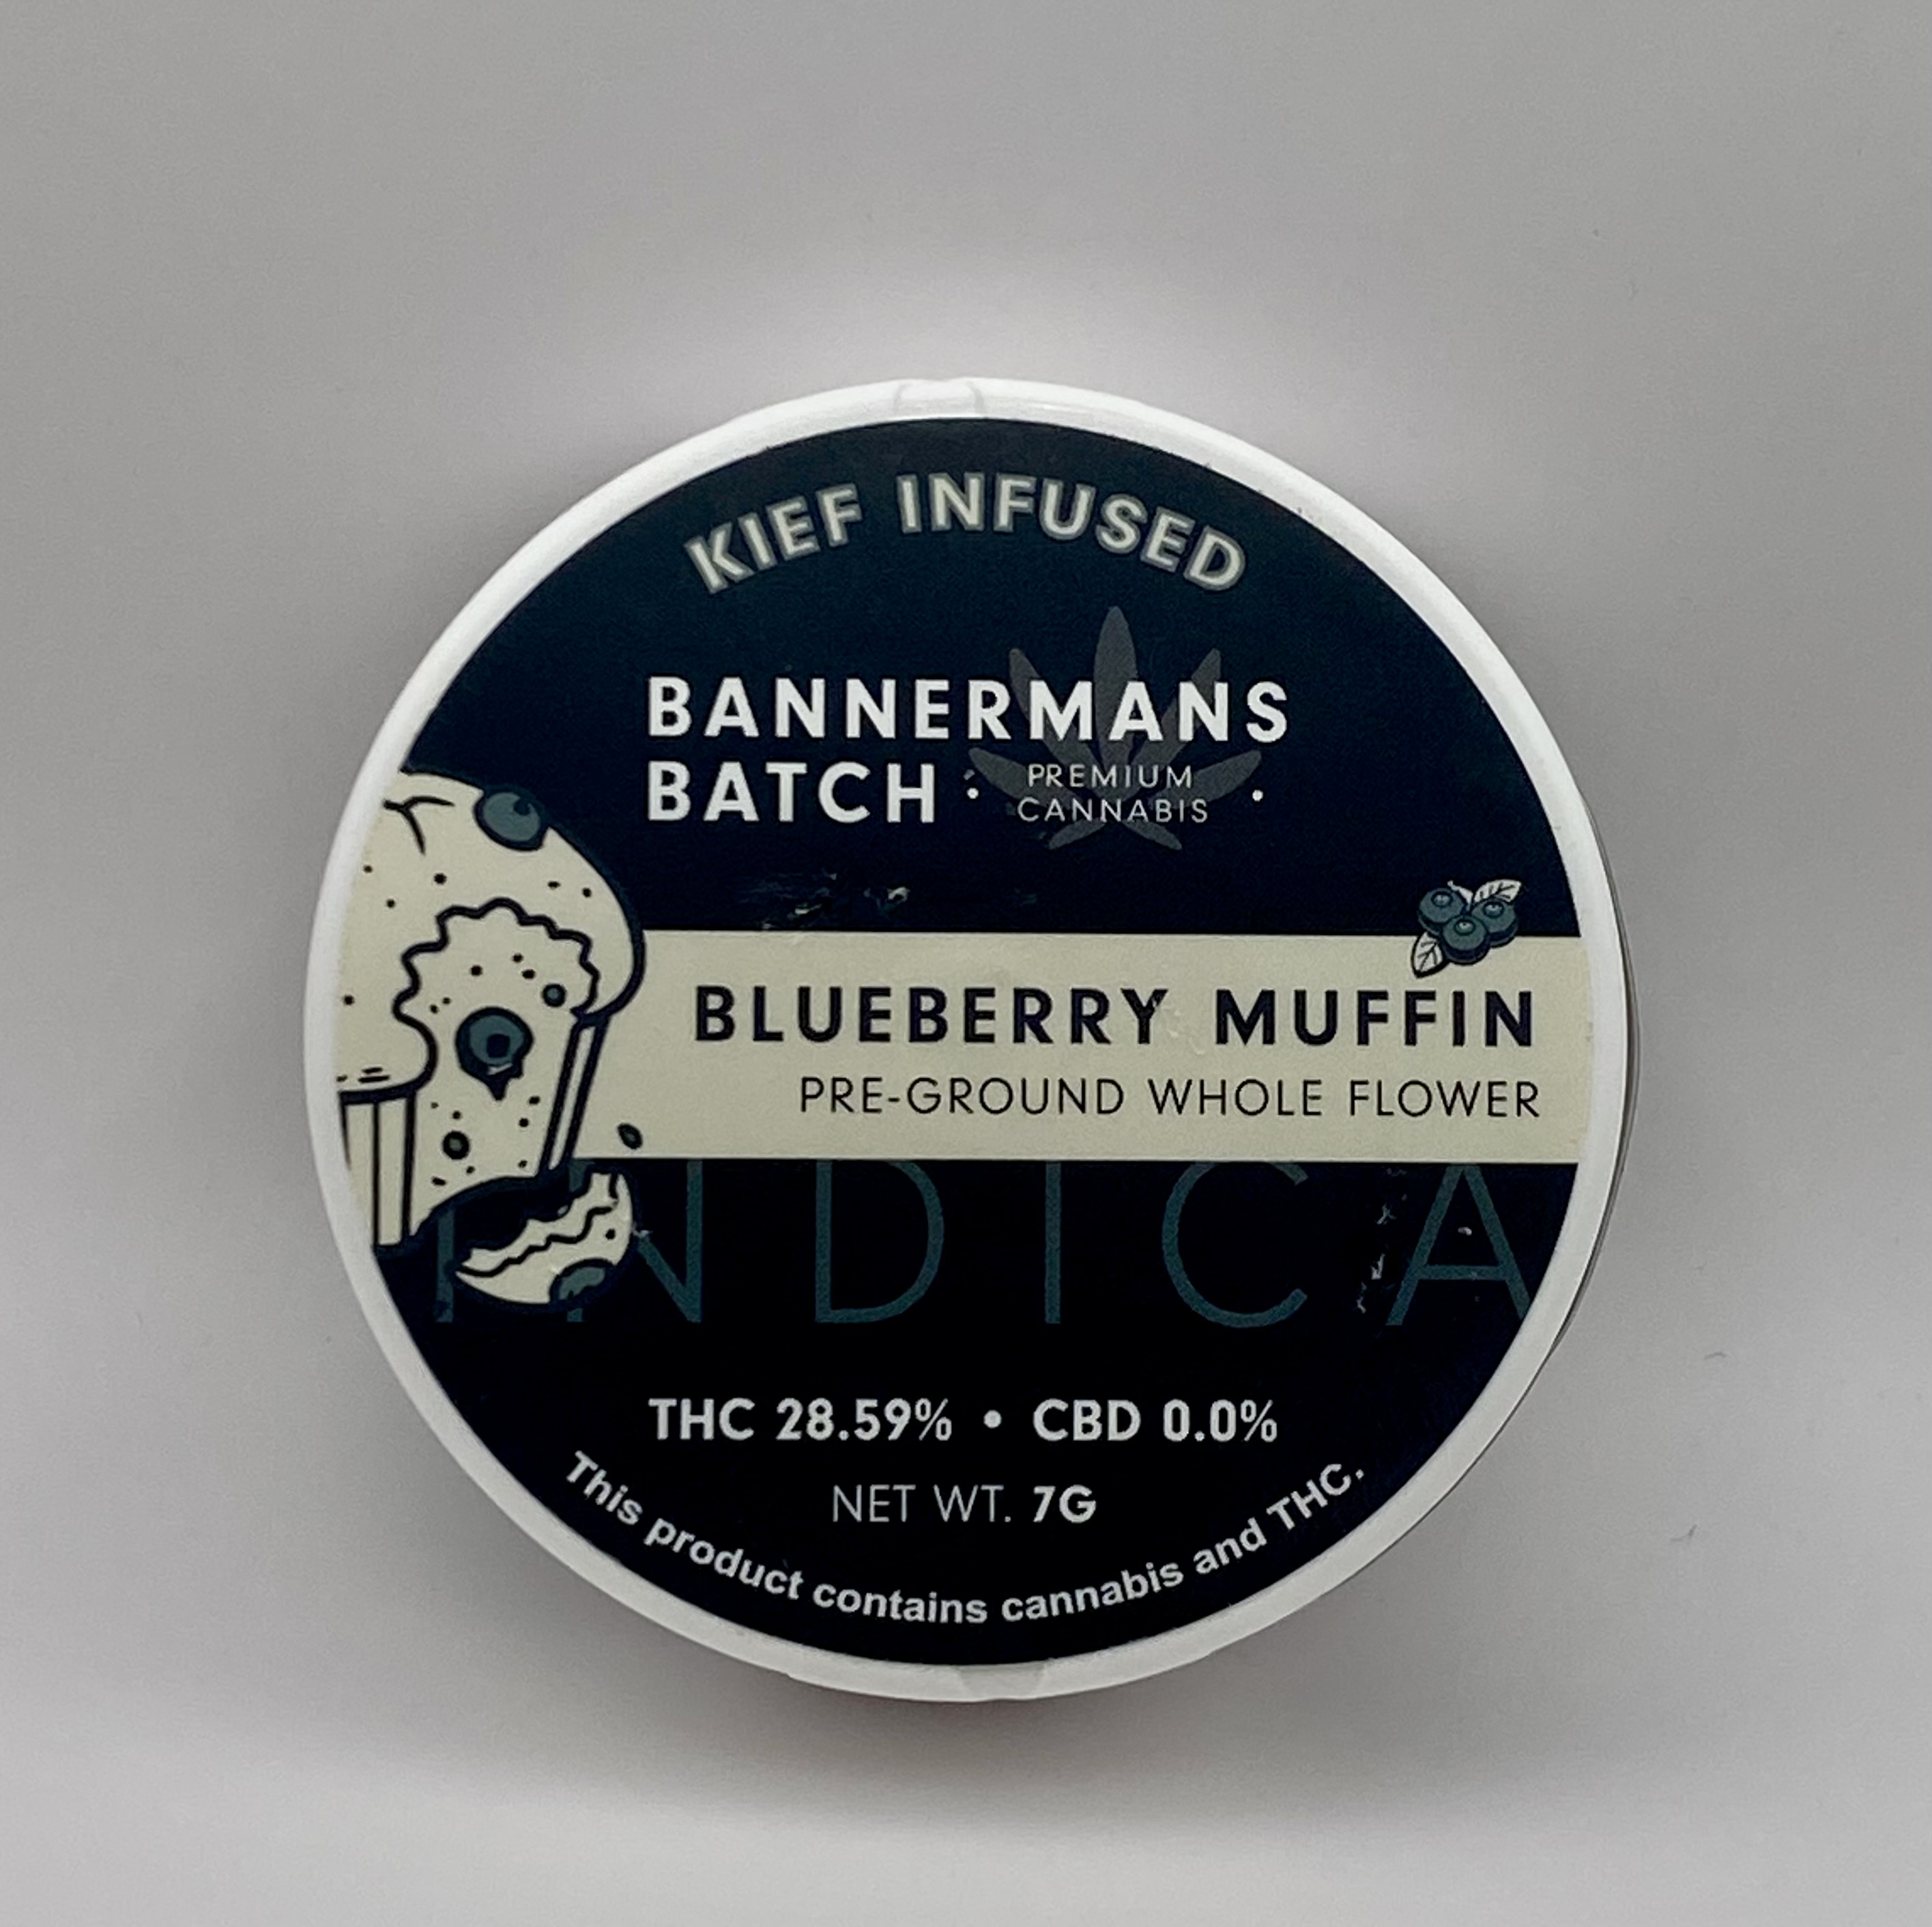 KIEF INFUSED
BANNERMANS
BATCH
PREMIUM
CANNABIS
BLUEBERRY MUFFIN
PRE-GROUND WHOLE FLOWER
INDICA
THC 28.59% • CBD 0.0%
NET WT. 7G
This product contains cannabis and THC.